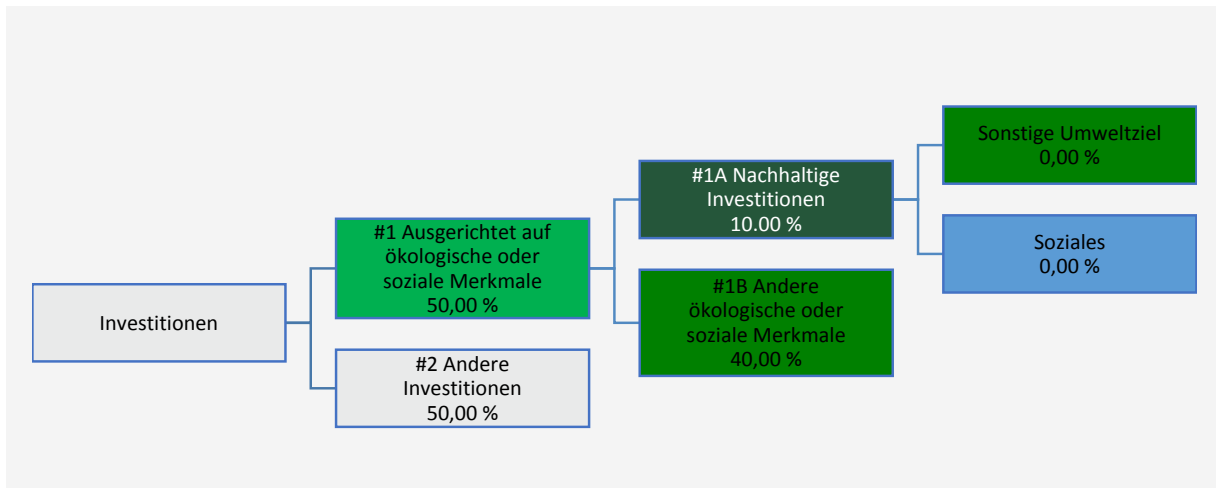 Investitionen
#1 Ausgerichtet auf
ökologische oder
soziale Merkmale
50,00 %
#2 Andere
Investitionen
50,00 %
#1A Nachhaltige
Investitionen
10.00 %
#1B Andere
ökologische oder
soziale Merkmale
40,00 %
Sonstige Umweltziel
0,00 %
Soziales
0,00 %